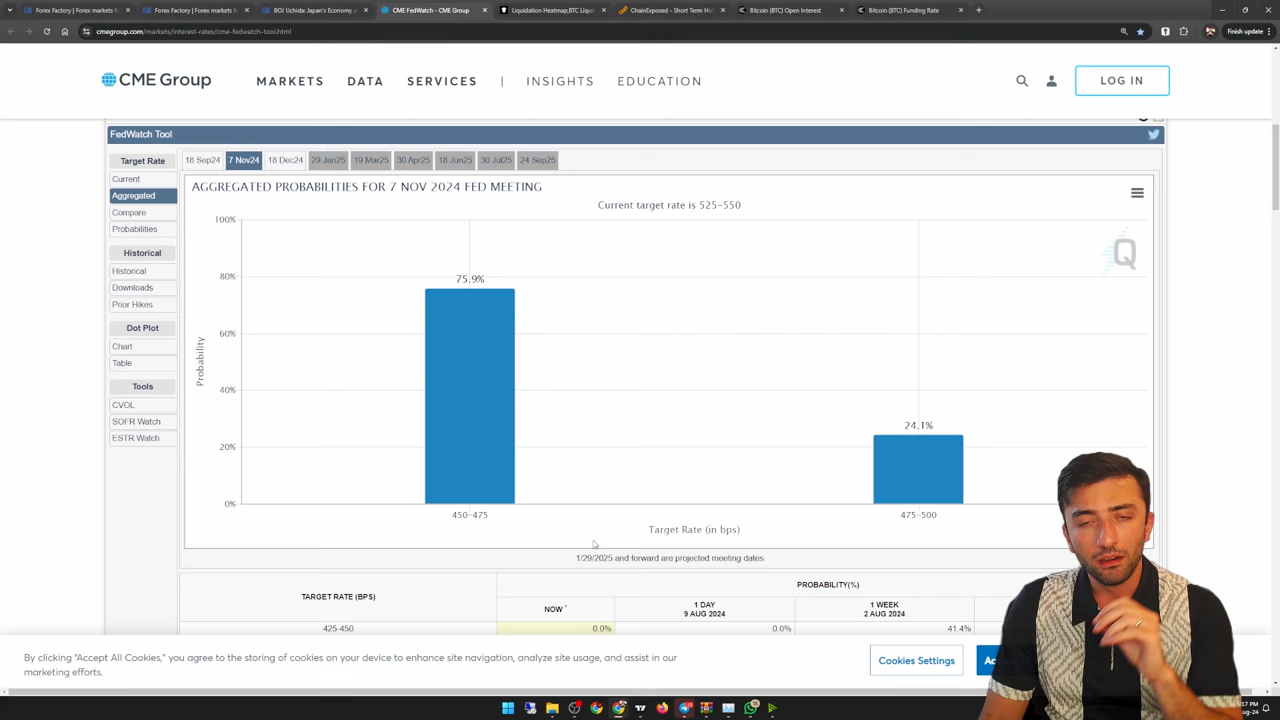 Forex Factory | Forex markets f
Forex Factory | Forex markets f
BOJ Uchida: Japan's Economy
CME FedWatch - CME Group
Liquidation Heatmap,BTC Liqui
ChainExposed - Short Term Ho
Bitcoin (BTC) Open Interest
Bitcoin (BTC) Funding Rate
cmegroup.com/markets/interest-rates/cme-fedwatch-tool.html
Finish update
CME Group
MARKETS DATA SERVICES | INSIGHTS EDUCATION
LOG IN
FedWatch Tool
Target Rate
Current
Aggregated
Compare
Probabilities
Historical
Historical
Downloads
Prior Hikes
Dot Plot
Chart
Table
Tools
CVOL
SOFR Watch
ESTR Watch
18 Sep24 7 Nov24 18 Dec24 29 Jan25 19 Mar25 30 Apr25 18 Jun25 30 Jul25 24 Sep25
AGGREGATED PROBABILITIES FOR 7 NOV 2024 FED MEETING
Current target rate is 525-550
Q
100%
80%
60%
40%
20%
0%
Probability
75.9%
24.1%
450-475
475-500
Target Rate (in bps)
1/29/2025 and forward are projected meeting dates
TARGET RATE (BPS)
PROBABILITY(%)
NOW *
1 DAY
9 AUG 2024
1 WEEK
2 AUG 2024
425-450 0.0% 0.0% 41.4%
By clicking "Accept All Cookies," you agree to the storing of cookies on your device to enhance site navigation, analyze site usage, and assist in our
marketing efforts.
Cookies Settings